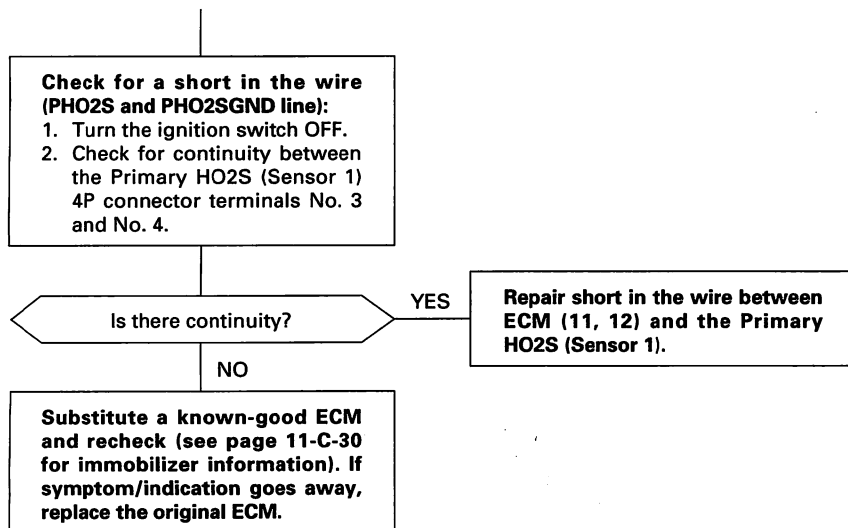 Check for a short in the wire
(PHO2S and PHO2SGND line):
1. Turn the ignition switch OFF.
2. Check for continuity between
the Primary HO2S (Sensor 1)
4P connector terminals No. 3
and No. 4.
Is there continuity?
YES
Repair short in the wire between
ECM (11, 12) and the Primary
HO2S (Sensor 1).
NO
Substitute a known-good ECM
and recheck (see page 11-C-30
for immobilizer information). If
symptom/indication goes away,
replace the original ECM.